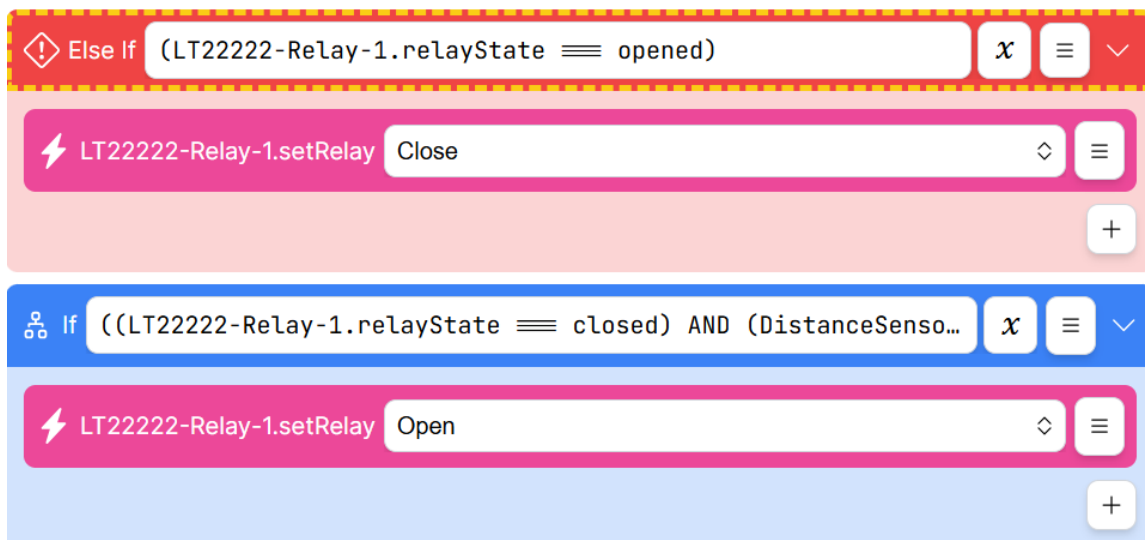 Else If (LT22222-Relay-1.relayState === opened) x
LT22222-Relay-1.setRelay Close
+
If ((LT22222-Relay-1.relayState === closed) AND (DistanceSenso… x
LT22222-Relay-1.setRelay Open
+